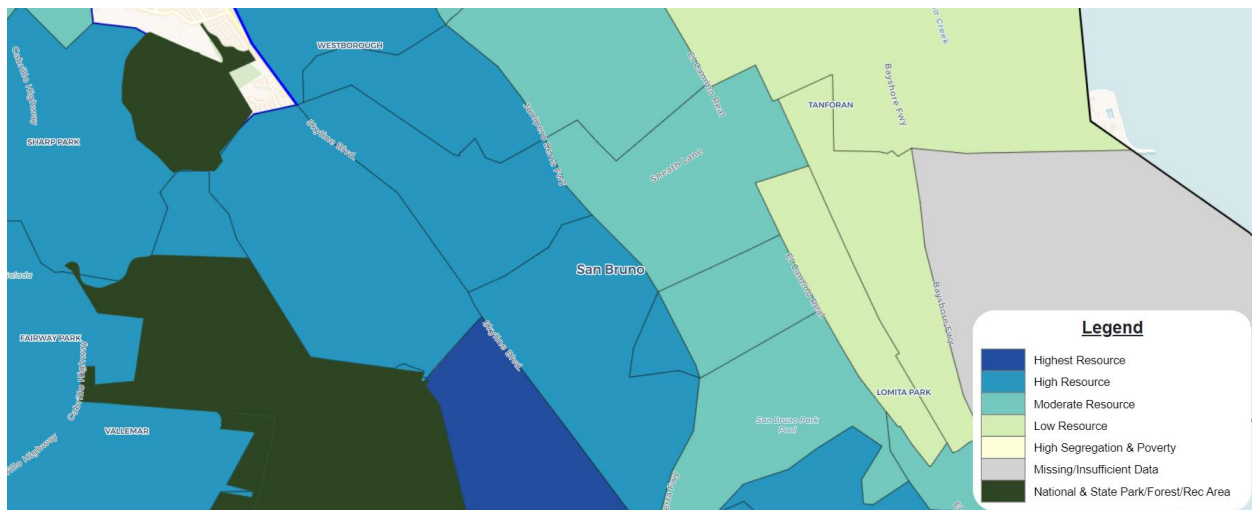 Cabrillo Highway
WESTBOROUGH
El Camino Real
Creek
Bayshore Fwy
TANFORAN
Junipero Serra Fwy
Skyline Blvd.
SHARP PARK
Sneath Lane
San Bruno
El Camino Real
Bayshore Fwy
Skyline Blvd.
FAIRWAY PARK
Cabrillo Highway
LOMITA PARK
San Bruno Park
Pool
VALLEMAR
Highway
Fwy
Legend
Highest Resource
High Resource
Moderate Resource
Low Resource
High Segregation & Poverty
Missing/Insufficient Data
National & State Park/Forest/Rec Area